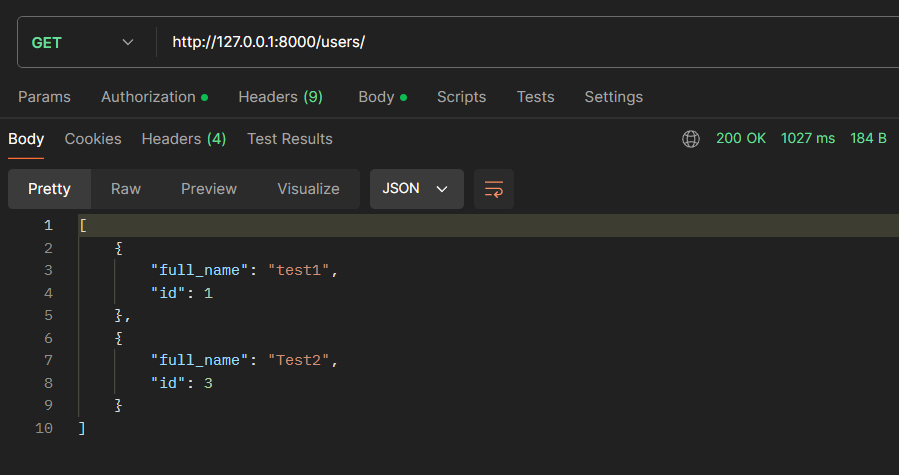 GET http://127.0.0.1:8000/users/
Params Authorization Headers (9) Body Scripts Tests Settings
Body Cookies Headers (4) Test Results 200 OK 1027 ms 184 B
Pretty Raw Preview Visualize JSON
1 [
2 {
3 "full_name": "test1",
4 "id": 1
5 },
6 {
7 "full_name": "Test2",
8 "id": 3
9 }
10 ]